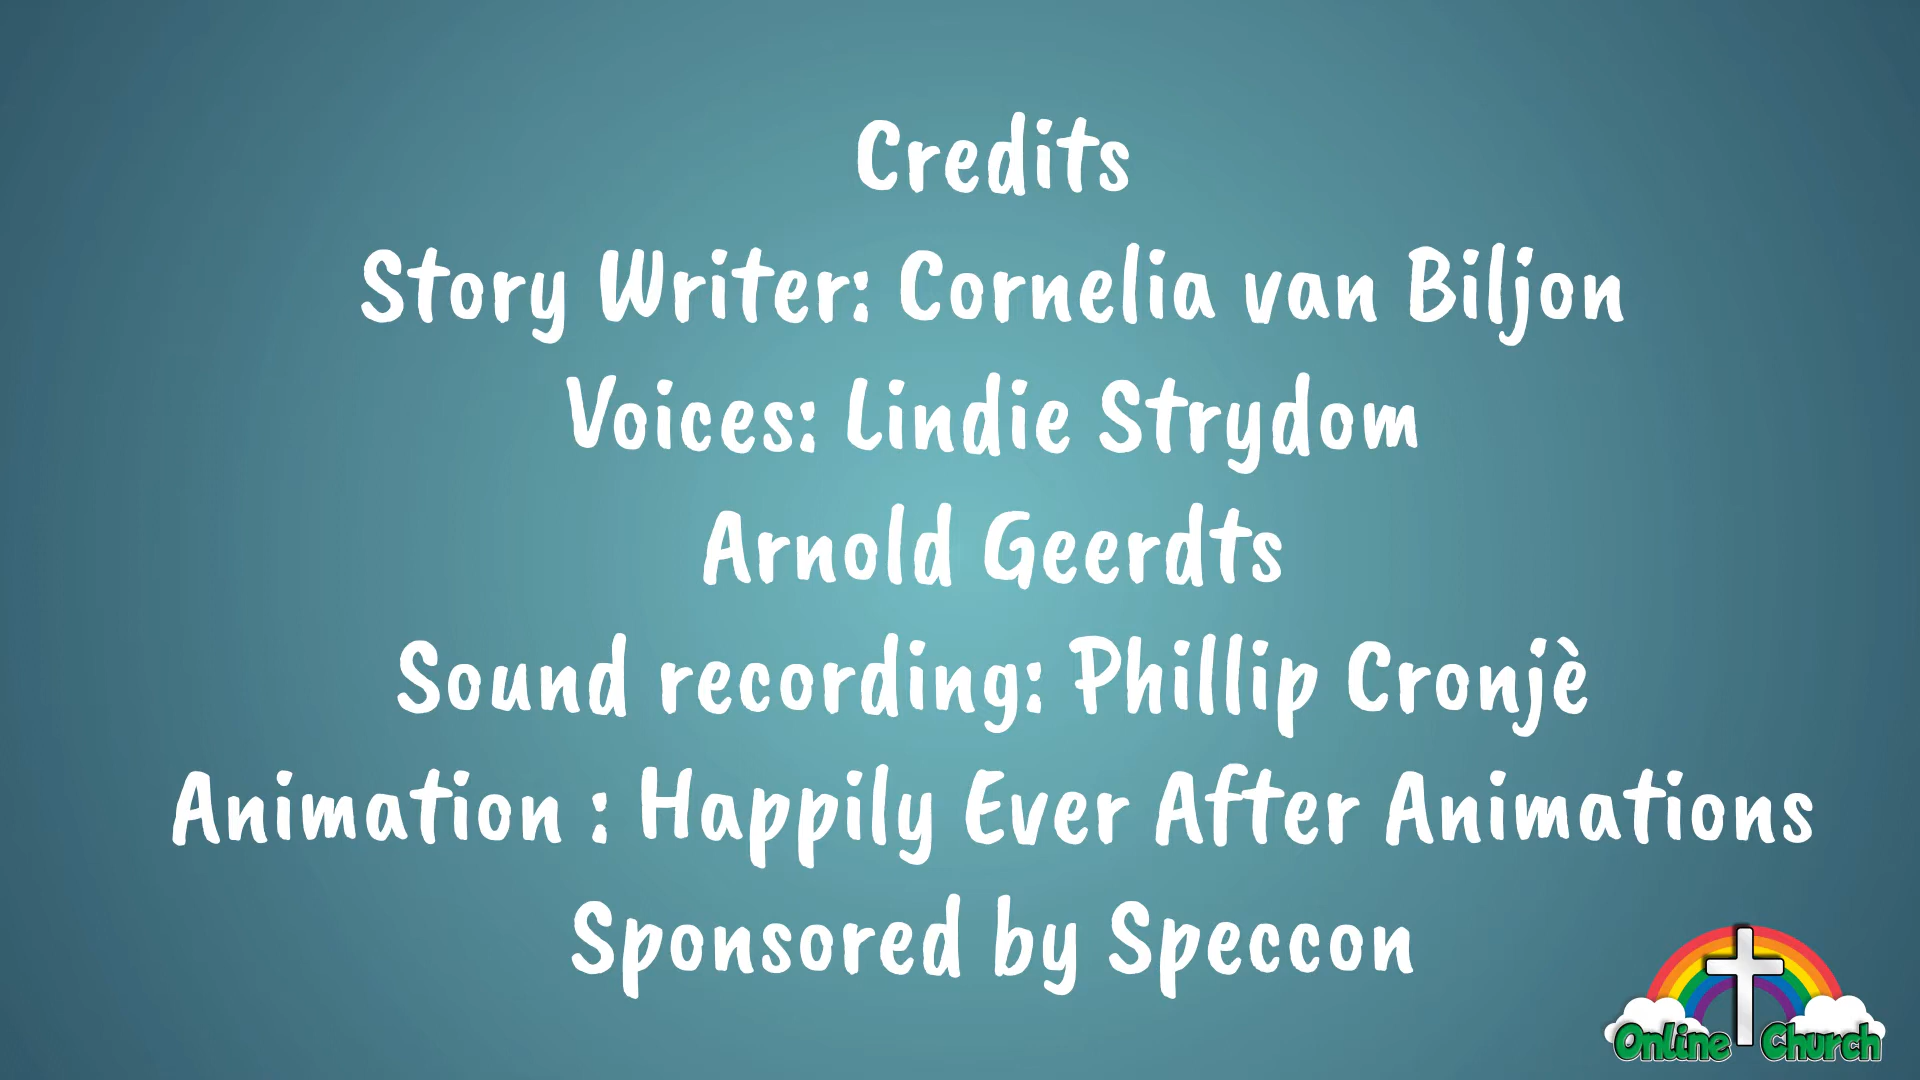 Credits
Story Writer: Cornelia van Biljon
Voices: Lindie Strydom
Arnold Geerdts
Sound recording: Phillip Cronjè
Animation : Happily Ever After Animations
Sponsored by Speccon
Online Church